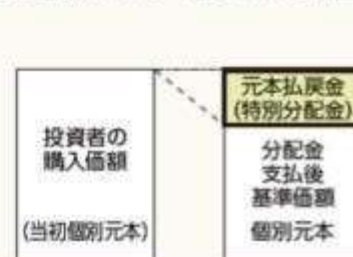 投資者の
購入価額
(当初個別元本)
元本払戻金
(特別分配金)
分配金
支払後
基準価額
個別元本